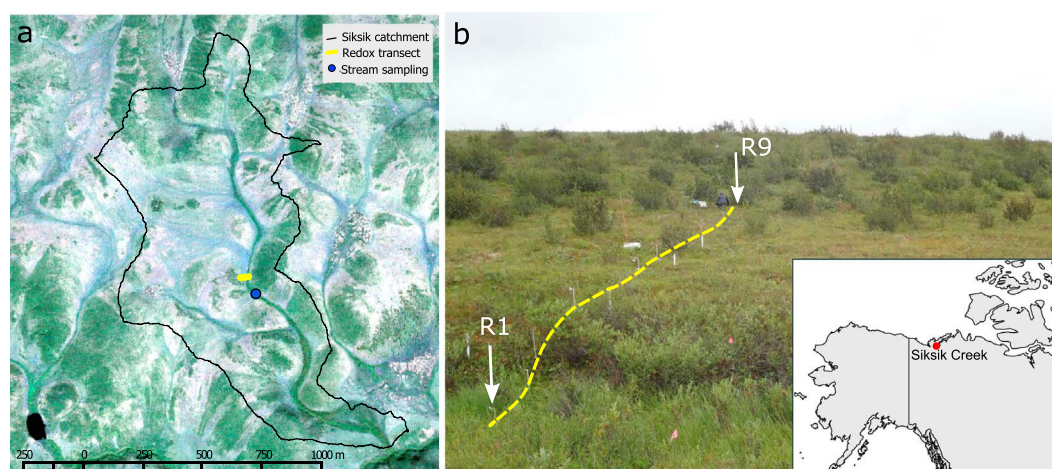 a
Siksik catchment
Redox transect
Stream sampling
250 0 250 500 750 1000 m
b
R9
R1
Siksik Creek